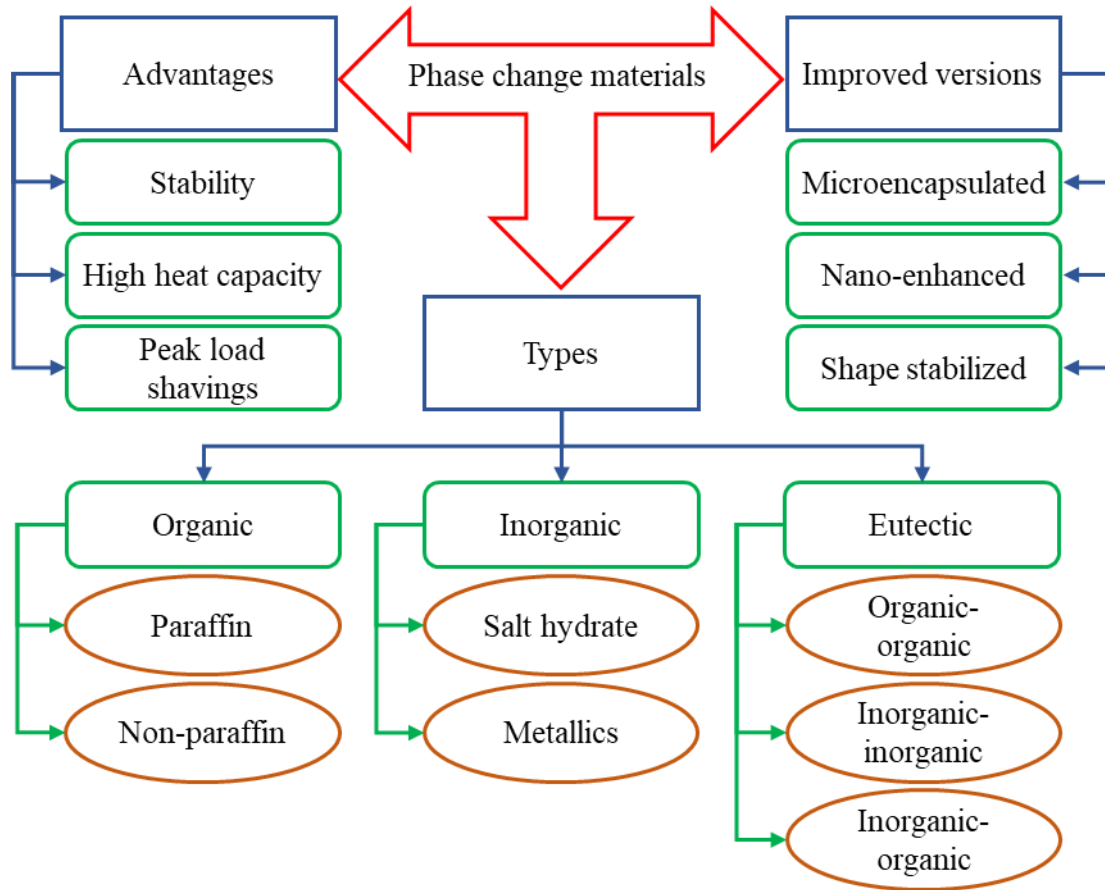 Advantages
Phase change materials
Improved versions
Stability
High heat capacity
Peak load
shavings
Microencapsulated
Nano-enhanced
Shape stabilized
Types
Organic
Inorganic
Eutectic
Paraffin
Non-paraffin
Salt hydrate
Metallics
Organic-
organic
Inorganic-
inorganic
Inorganic-
organic